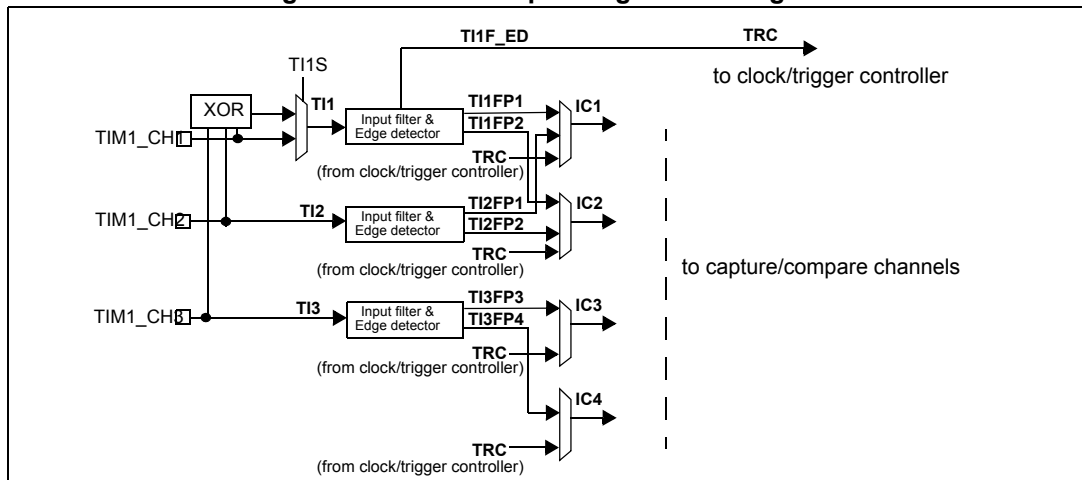 TI1F_ED
TRC
to clock/trigger controller
TI1S
XOR
TI1
Input filter &
Edge detector
TI1FP1
TI1FP2
IC1
TIM1_CH1
TRC
(from clock/trigger controller)
TIM1_CH2
TI2
Input filter &
Edge detector
TI2FP1
TI2FP2
IC2
TRC
(from clock/trigger controller)
to capture/compare channels
TIM1_CH3
TI3
Input filter &
Edge detector
TI3FP3
TI3FP4
IC3
TRC
(from clock/trigger controller)
IC4
TRC
(from clock/trigger controller)